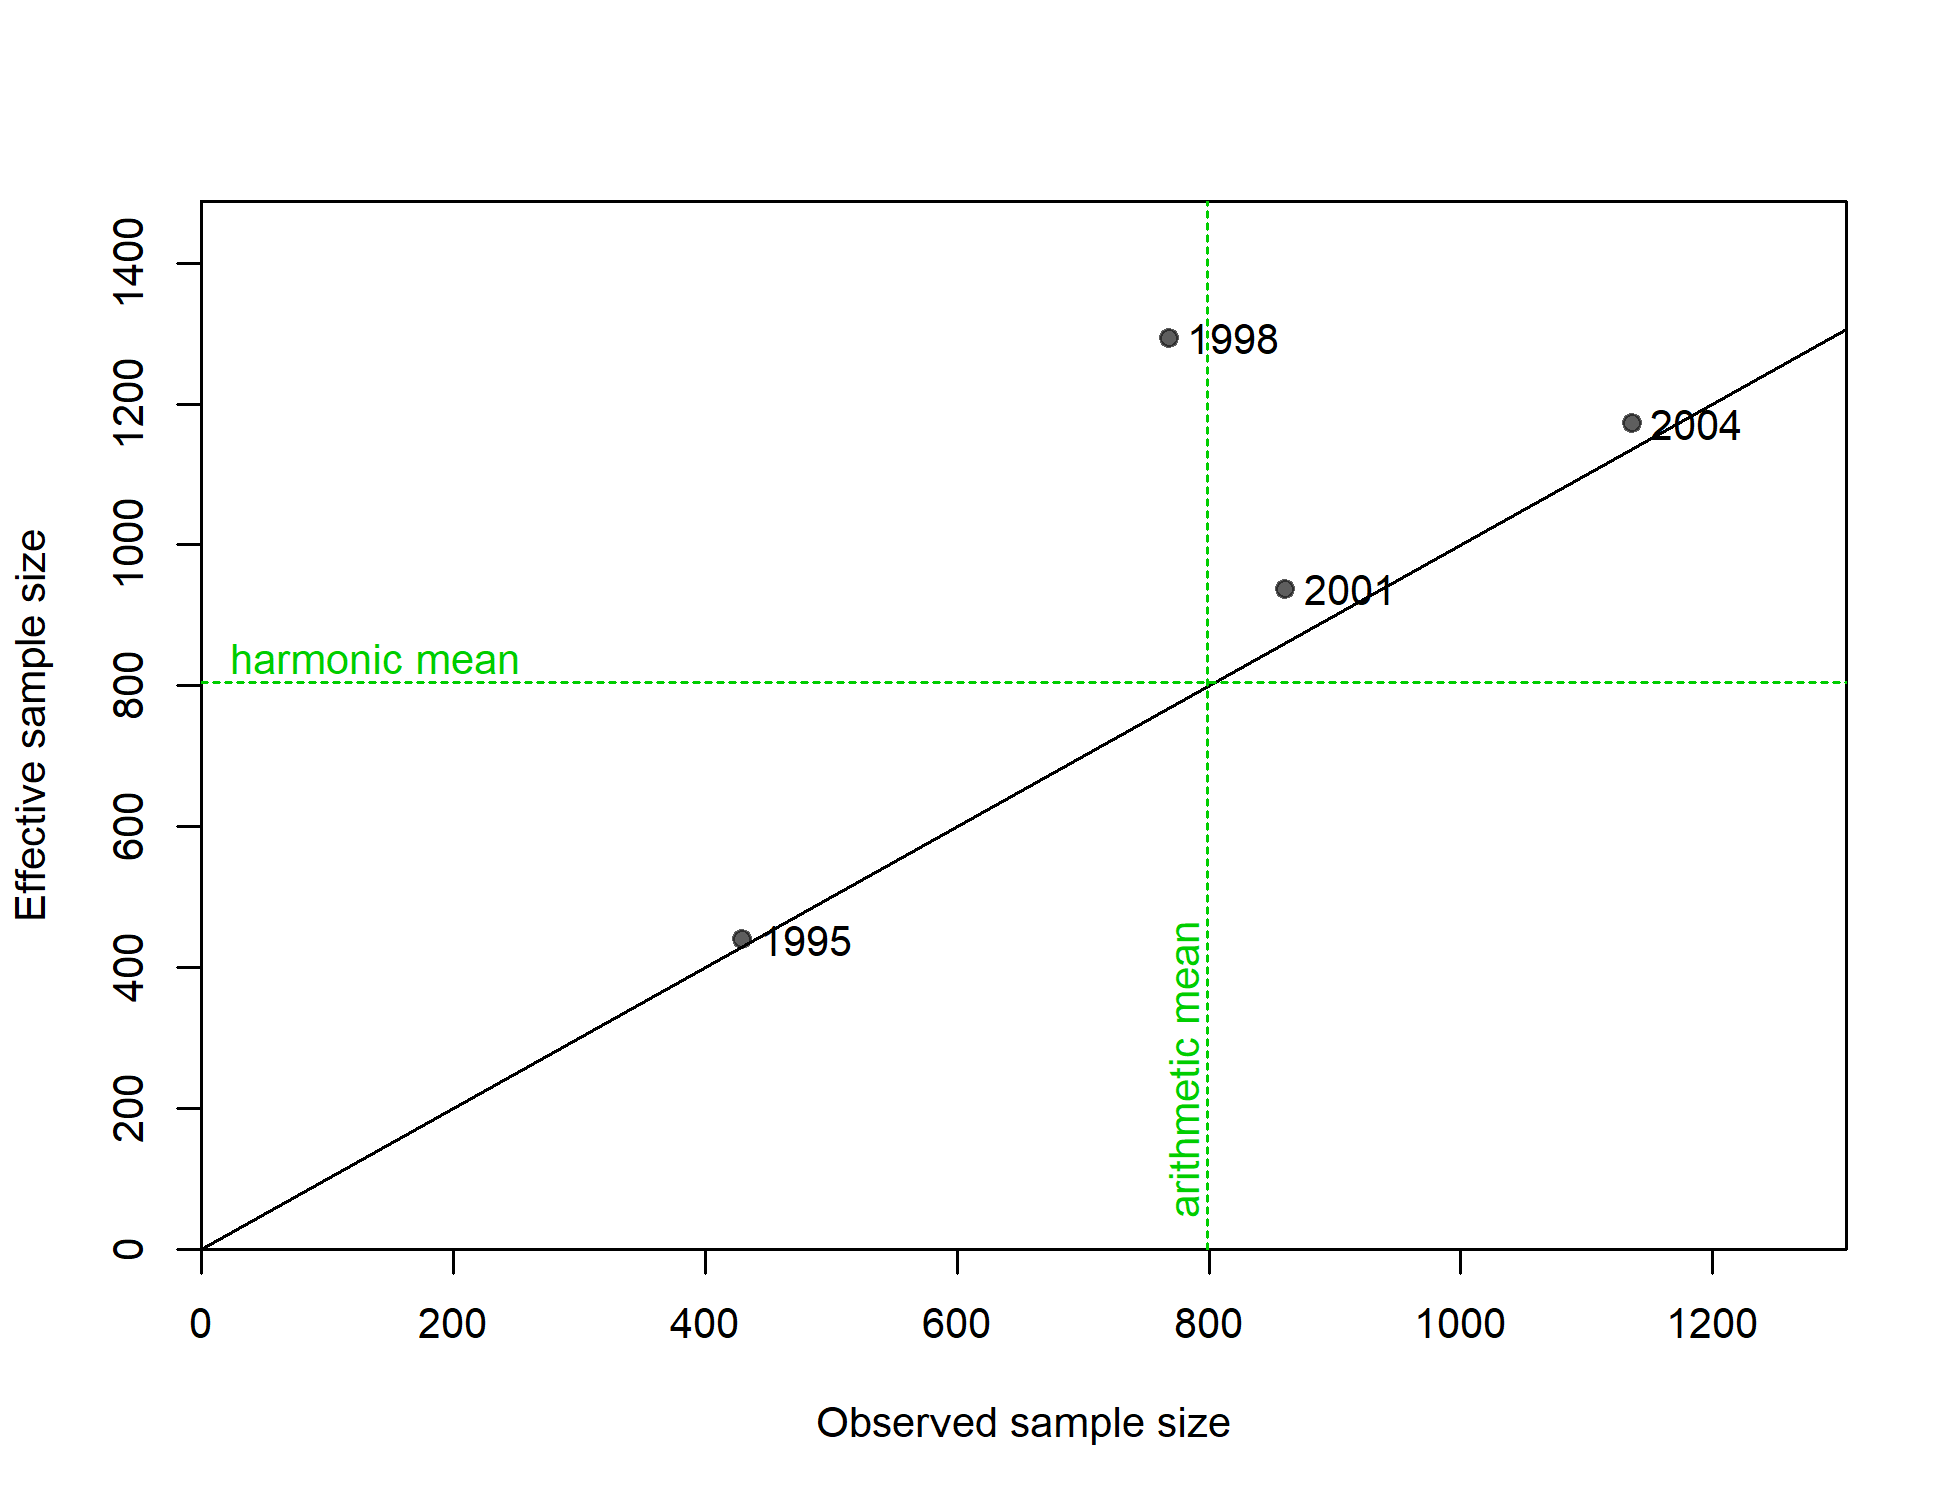 1400
1200
1000
800
600
400
200
0
Effective sample size
1998
2004
2001
harmonic mean
1995
arithmetic mean
0 200 400 600 800 1000 1200
Observed sample size